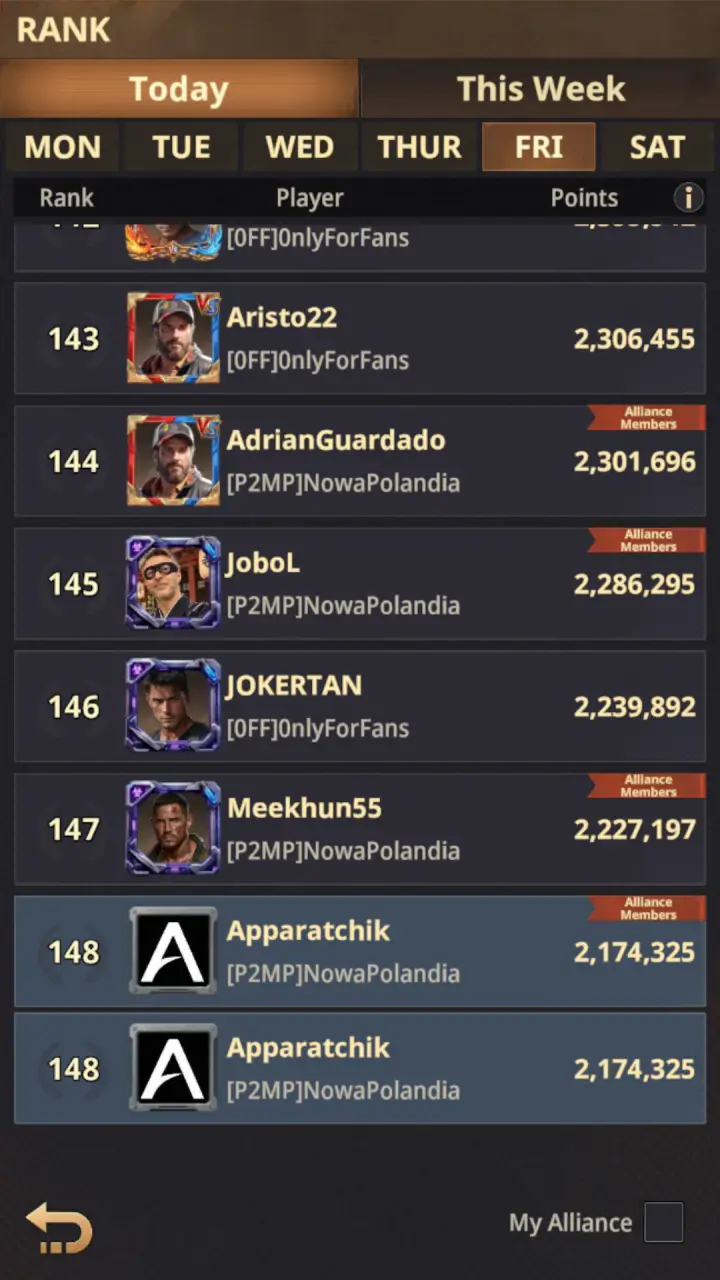 RANK
Today
This Week
MON TUE WED THUR FRI SAT
Rank Player Points i
[0FF]0nlyForFans
143
Aristo22
[0FF]0nlyForFans
2,306,455
144
AdrianGuardado
[P2MP]NowaPolandia
Alliance
Members
2,301,696
145
JoboL
[P2MP]NowaPolandia
Alliance
Members
2,286,295
146
JOKERTAN
[0FF]0nlyForFans
2,239,892
147
Meekhun55
[P2MP]NowaPolandia
Alliance
Members
2,227,197
148
Apparatchik
[P2MP]NowaPolandia
Alliance
Members
2,174,325
148
Apparatchik
[P2MP]NowaPolandia
2,174,325
My Alliance